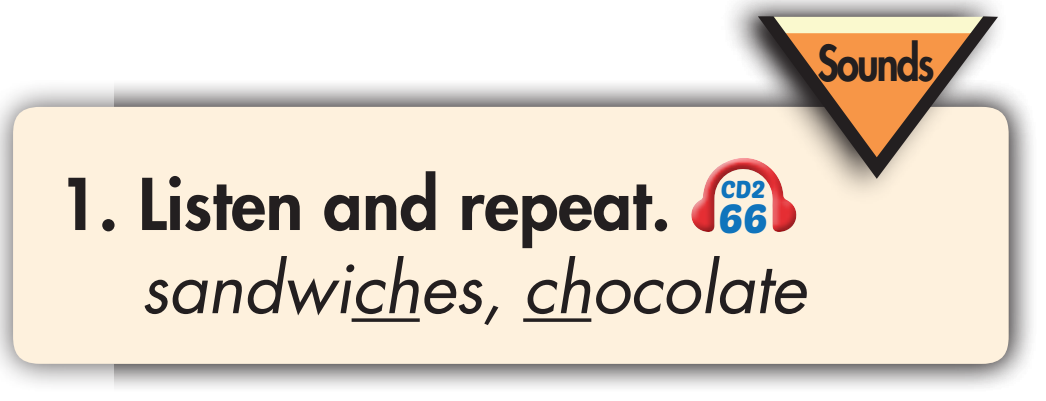 Sounds
1. Listen and repeat. CD2 66
sandwiches, chocolate